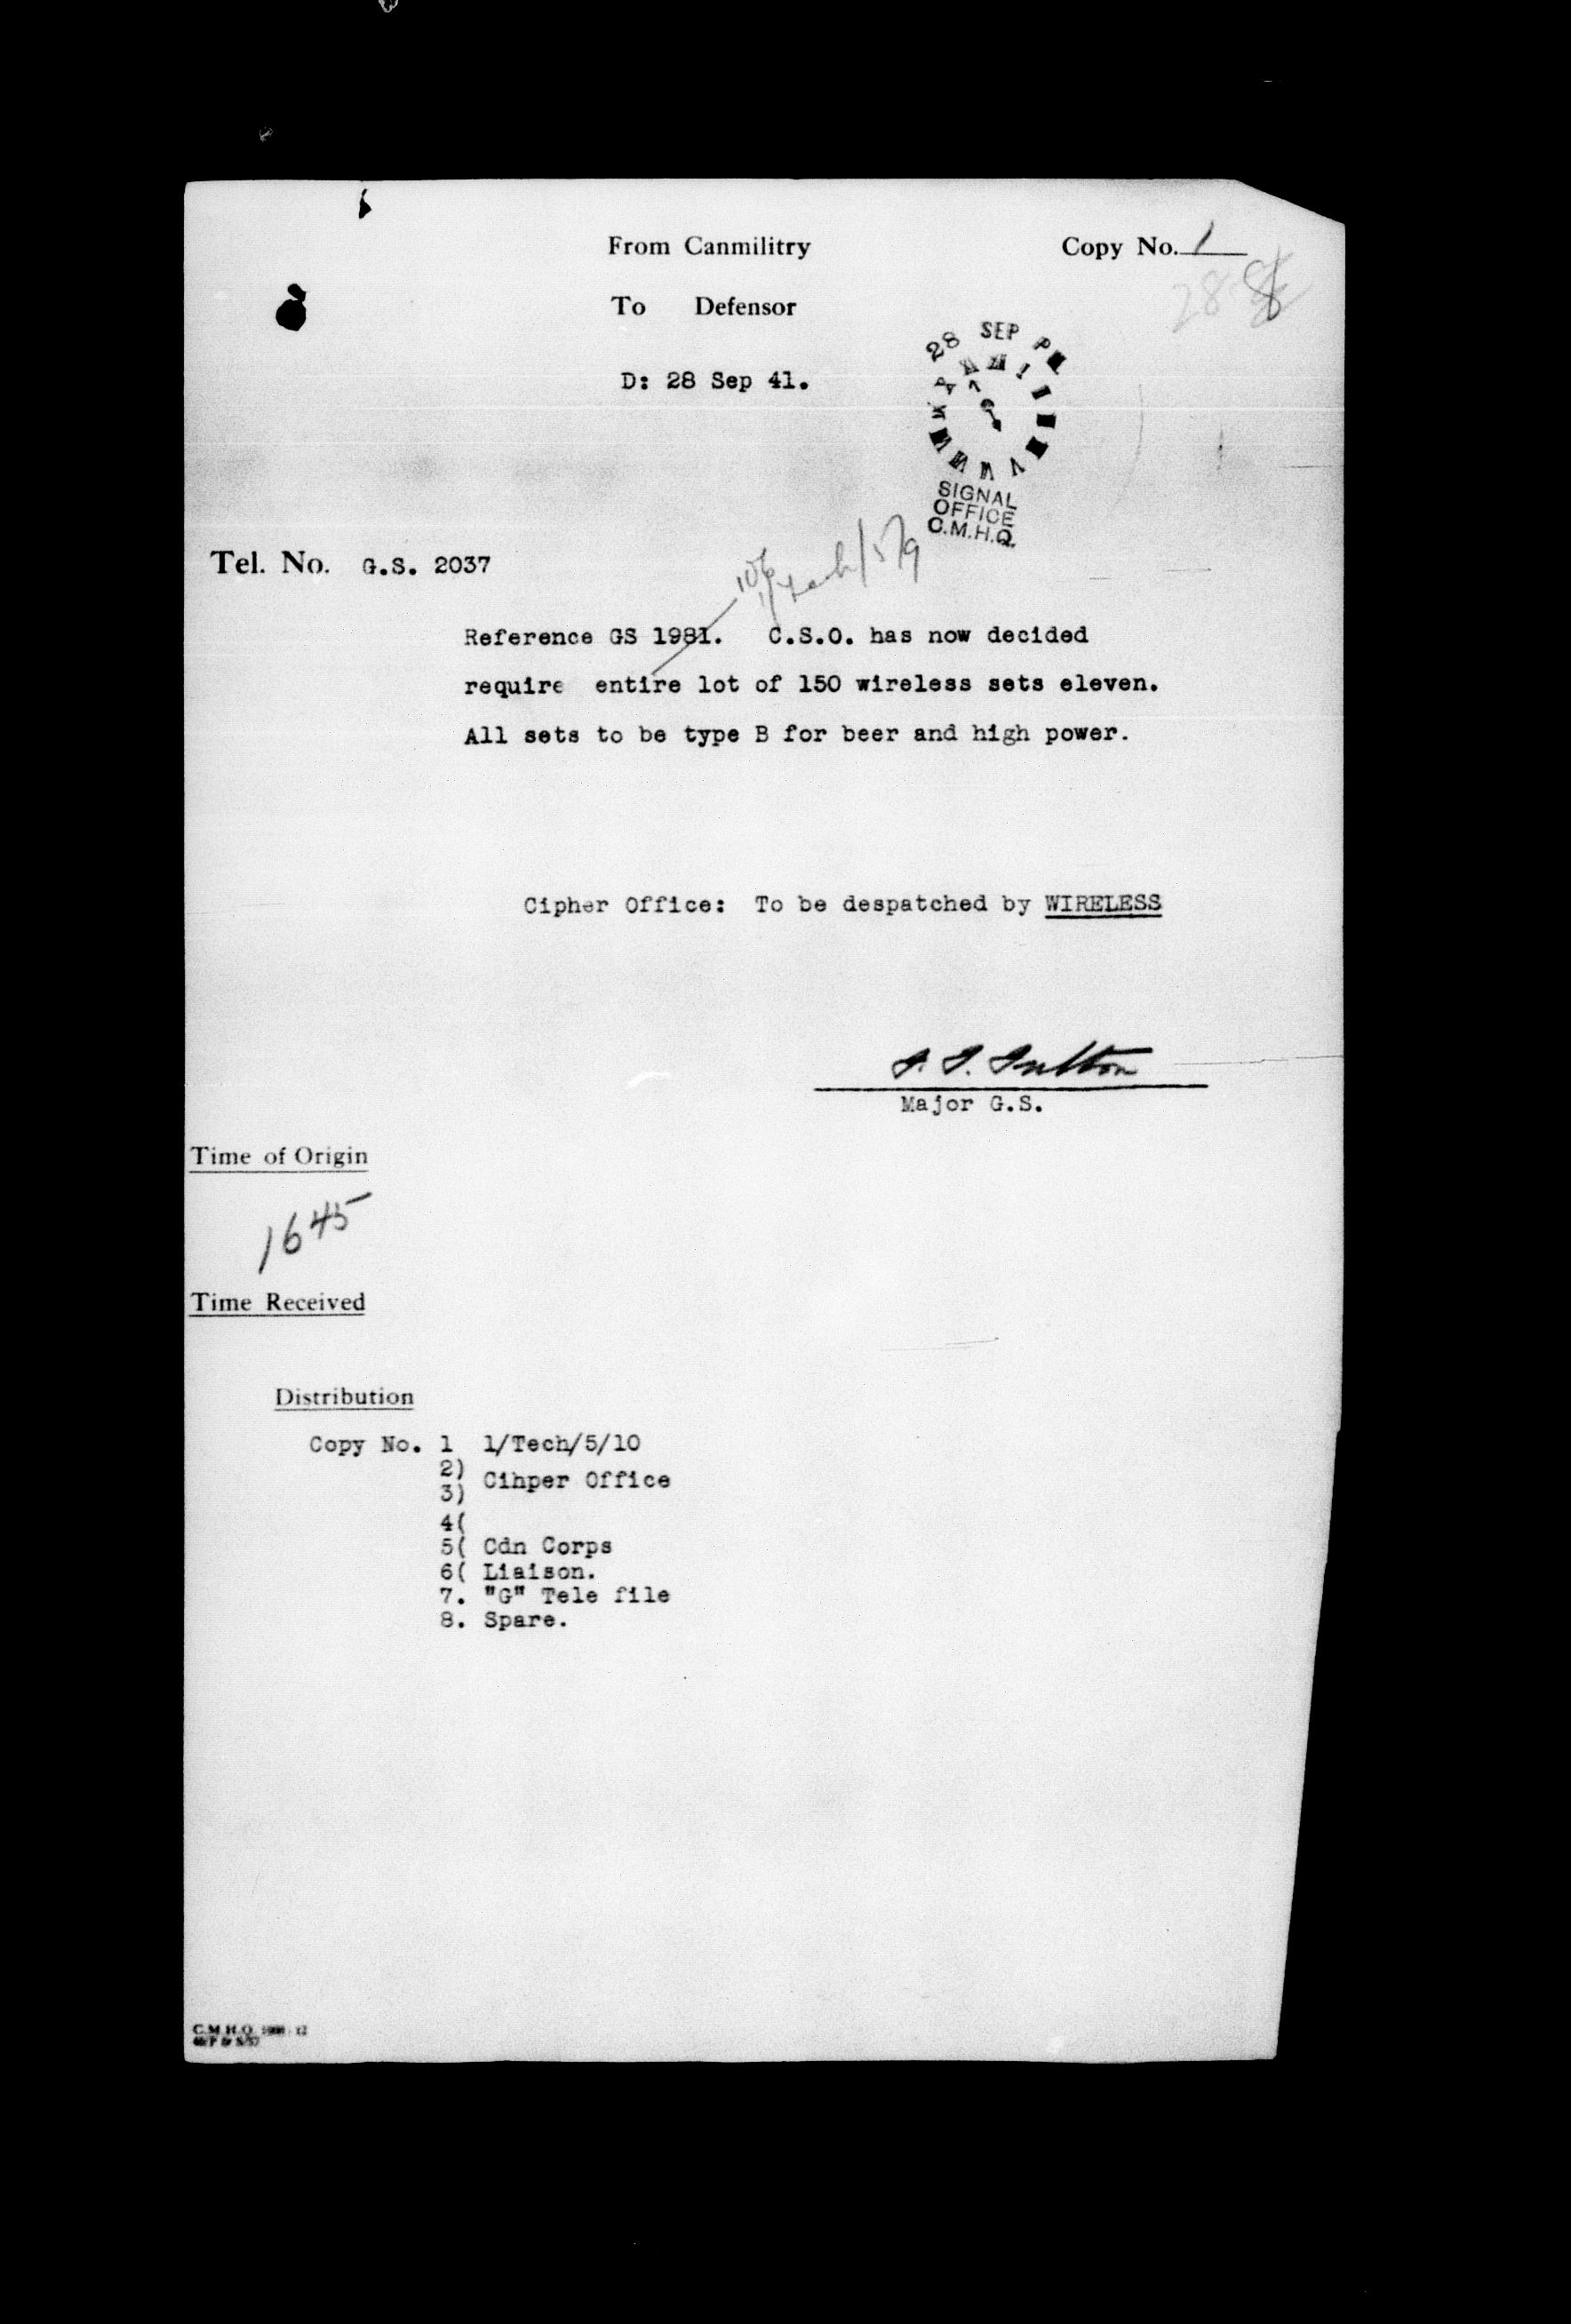 From Canmilitry
Copy No. 1
28
To Defensor
28 SEP PM
D: 28 Sep 41.
SIGNAL
OFFICE
C.M.H.Q.
Tel. No. G.S. 2037
Reference GS 1981. C.S.O. has now decided
require entire lot of 150 wireless sets eleven.
All sets to be type B for beer and high power.
Cipher Office: To be despatched by WIRELESS
Major G.S.
Time of Origin
1645
Time Received
Distribution
Copy No. 1 1/Tech/5/10
2)
3) Cihper Office
4(
5( Cdn Corps
6( Liaison.
7. "G" Tele file
8. Spare.
C.M.H.Q.